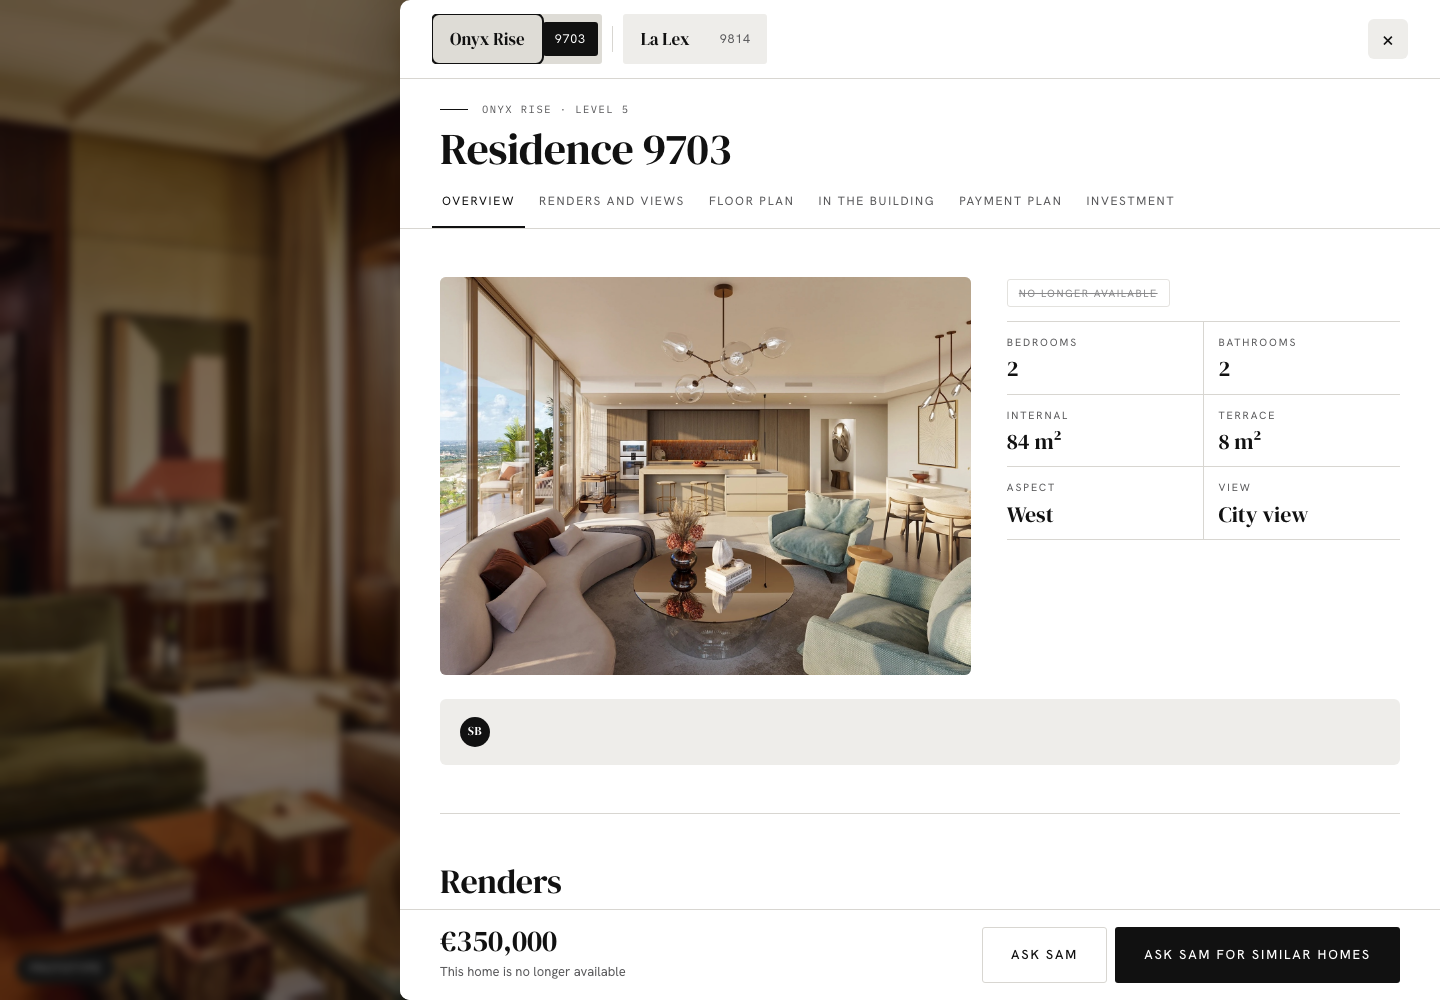 Onyx Rise 9703 La Lex 9814 ×
ONYX RISE · LEVEL 5
Residence 9703
OVERVIEW RENDERS AND VIEWS FLOOR PLAN IN THE BUILDING PAYMENT PLAN INVESTMENT
NO LONGER AVAILABLE
BEDROOMS BATHROOMS
2 2
INTERNAL TERRACE
84 m² 8 m²
ASPECT VIEW
West City view
SB
Renders
€350,000
This home is no longer available
ASK SAM ASK SAM FOR SIMILAR HOMES